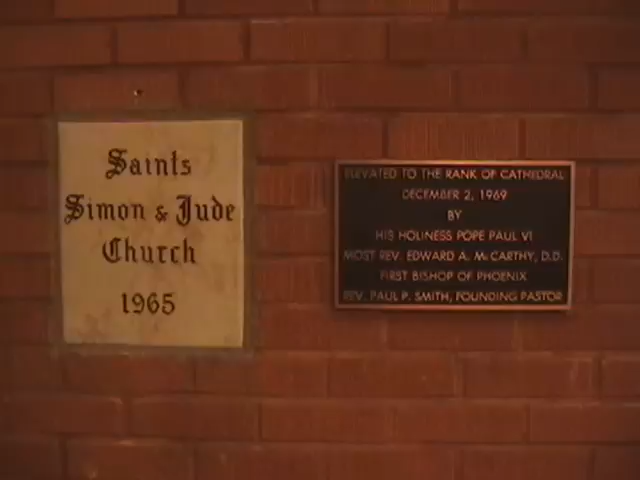 Saints
Simon & Jude
Church
1965
ELEVATED TO THE RANK OF CATHEDRAL
DECEMBER 2, 1969
BY
HIS HOLINESS POPE PAUL VI
MOST REV. EDWARD A. McCARTHY, D.D.
FIRST BISHOP OF PHOENIX
REV. PAUL P. SMITH, FOUNDING PASTOR